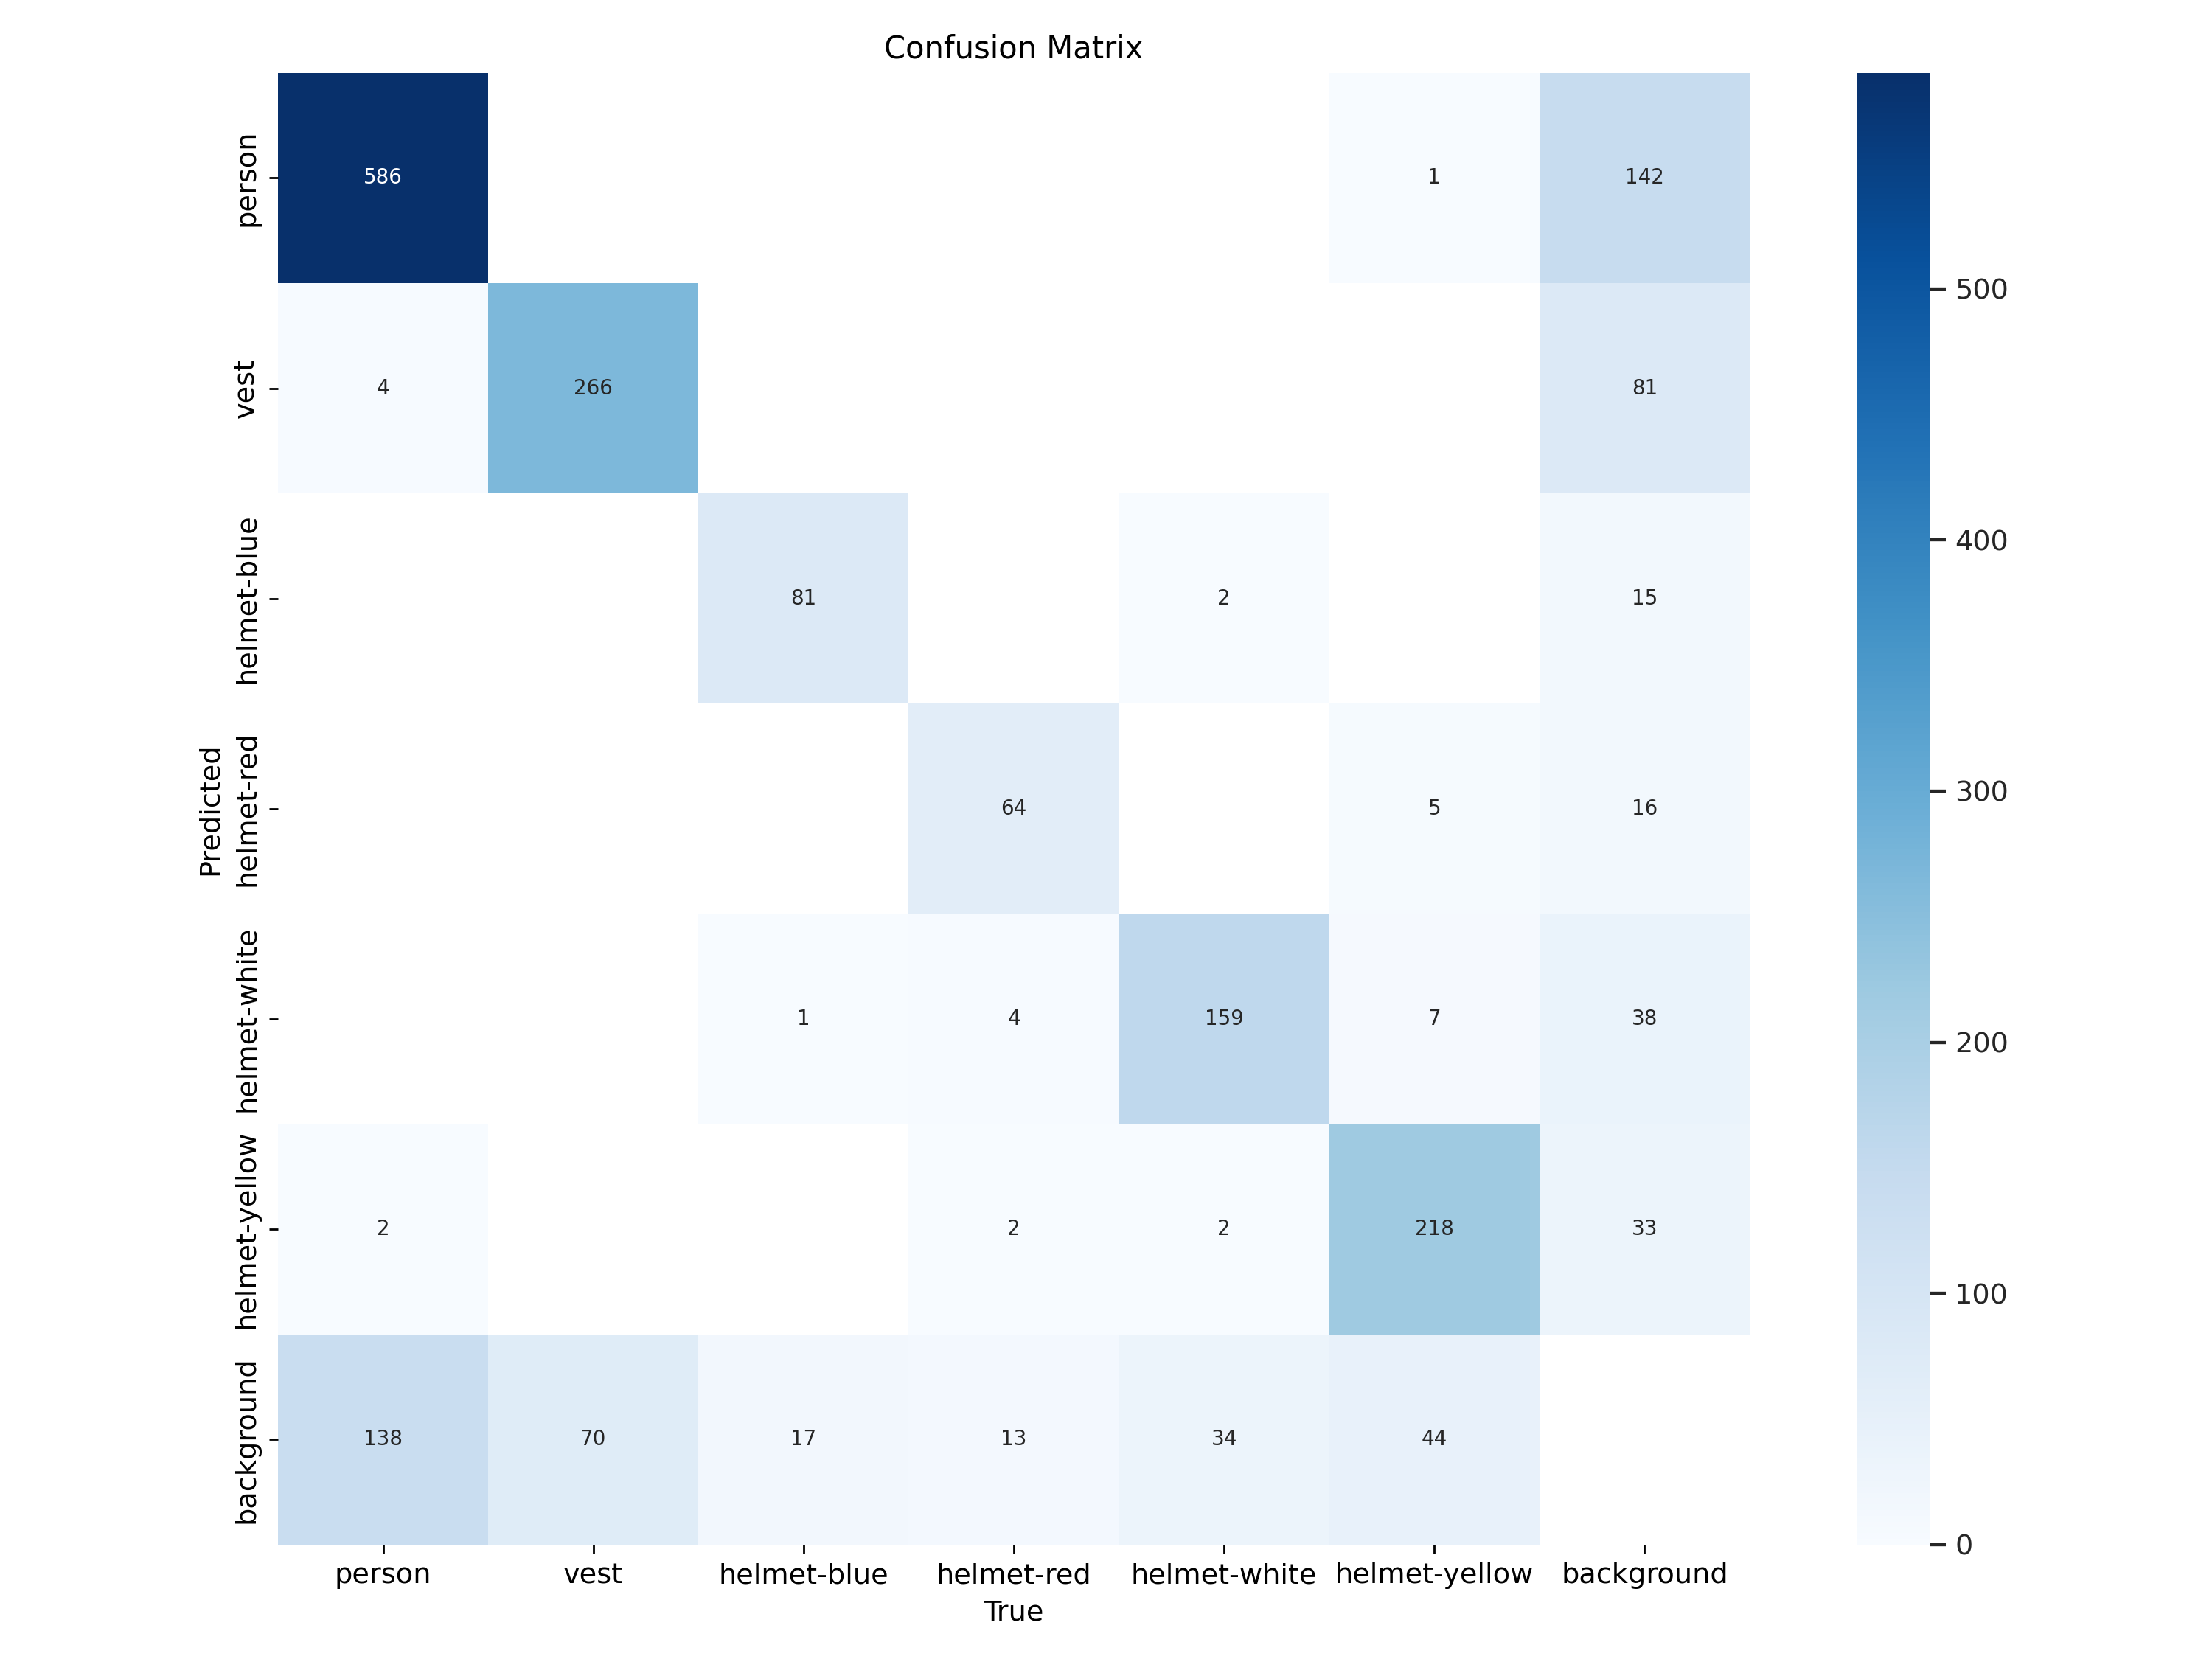 Confusion Matrix
person
586
1
142
500
vest
4
266
81
400
helmet-blue
81
2
15
300
Predicted
helmet-red
64
5
16
200
helmet-white
1
4
159
7
38
100
helmet-yellow
2
2
2
218
33
background
138
70
17
13
34
44
0
person
vest
helmet-blue
helmet-red
helmet-white
helmet-yellow
background
True